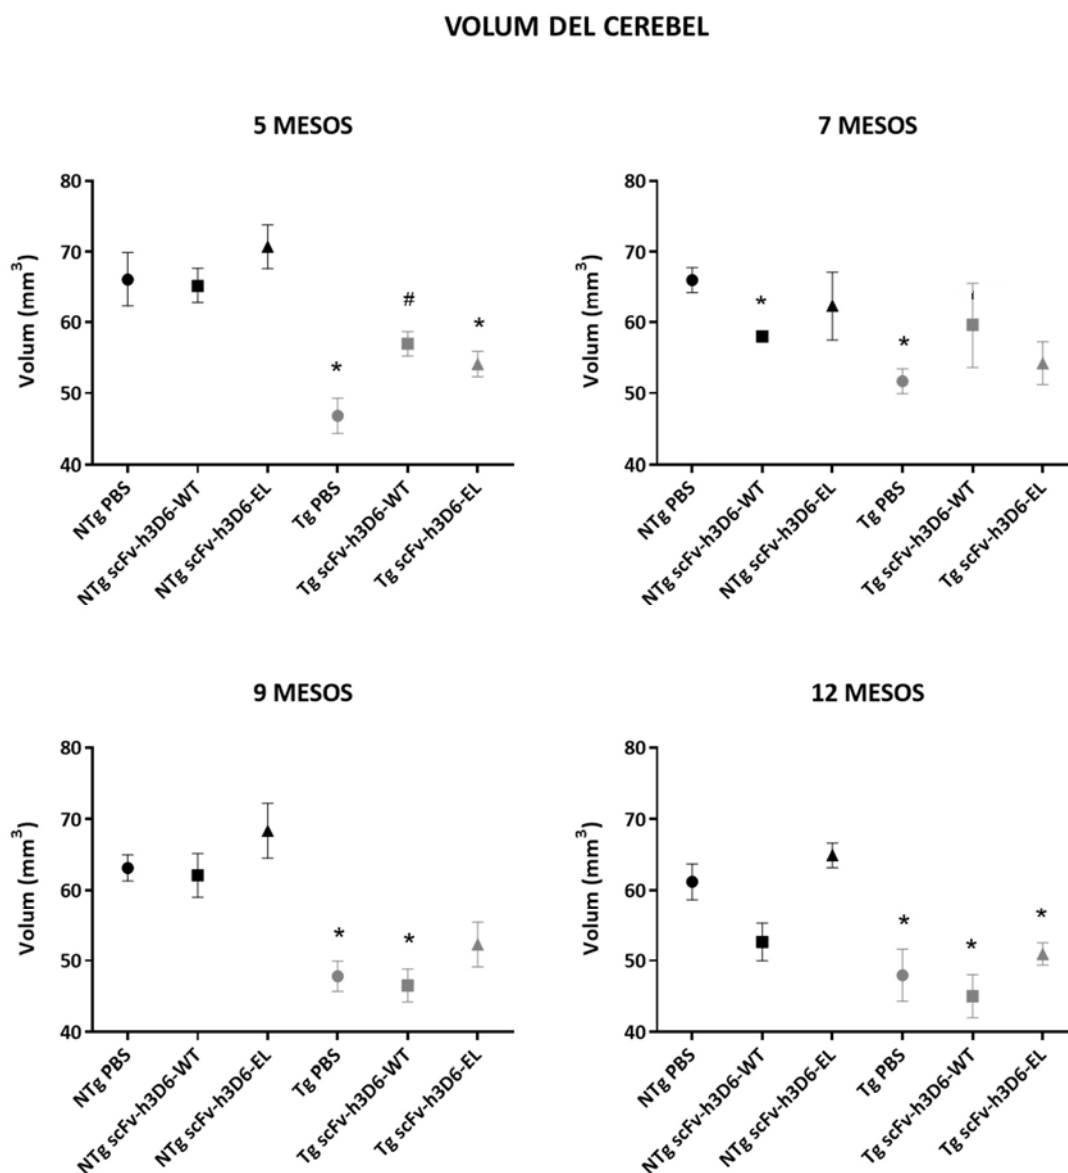 VOLUM DEL CEREBEL
5 MESOS
Volum (mm³)
80
70
60
50
40
*
#
*
NTg PBS
NTg scFv-h3D6-WT
NTg scFv-h3D6-EL
Tg PBS
Tg scFv-h3D6-WT
Tg scFv-h3D6-EL
7 MESOS
Volum (mm³)
80
70
60
50
40
*
*
NTg PBS
NTg scFv-h3D6-WT
NTg scFv-h3D6-EL
Tg PBS
Tg scFv-h3D6-WT
Tg scFv-h3D6-EL
9 MESOS
Volum (mm³)
80
70
60
50
40
*
*
NTg PBS
NTg scFv-h3D6-WT
NTg scFv-h3D6-EL
Tg PBS
Tg scFv-h3D6-WT
Tg scFv-h3D6-EL
12 MESOS
Volum (mm³)
80
70
60
50
40
*
*
*
NTg PBS
NTg scFv-h3D6-WT
NTg scFv-h3D6-EL
Tg PBS
Tg scFv-h3D6-WT
Tg scFv-h3D6-EL